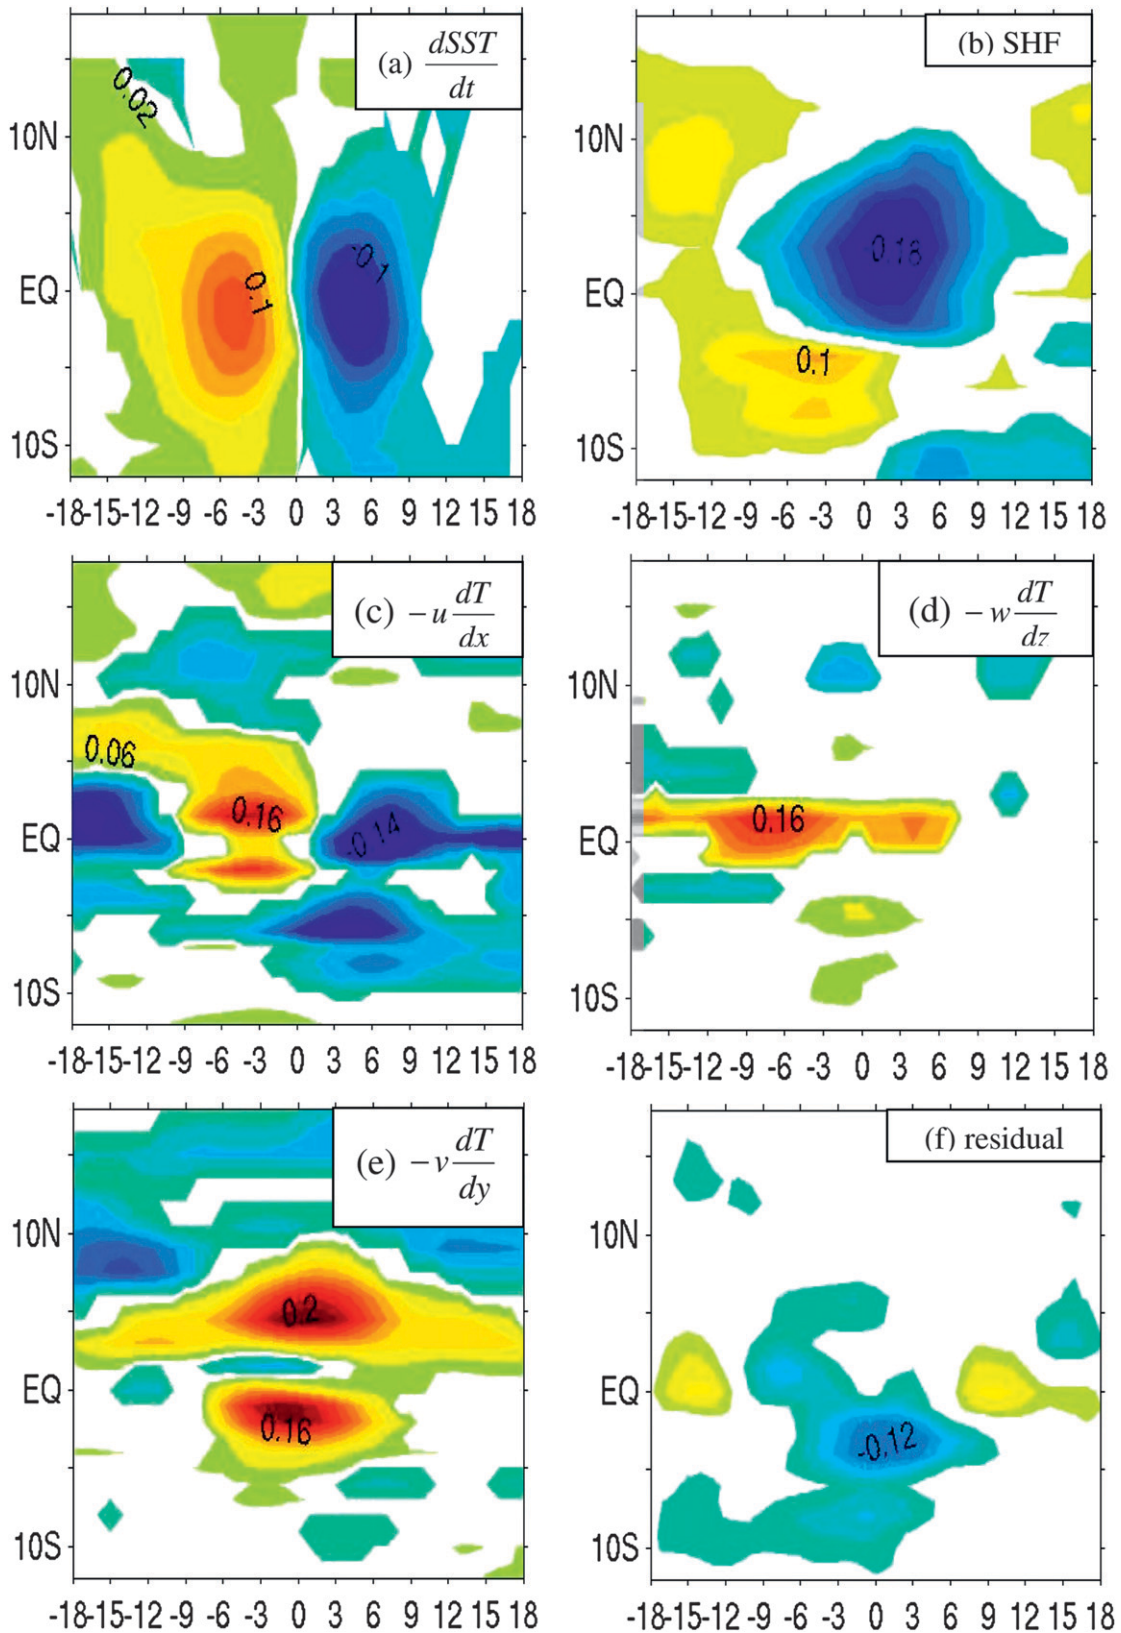 (a) dSST/dt
0.02
0.1
-0.1
10N
EQ
10S
-18-15-12 -9 -6 -3 0 3 6 9 12 15 18
(b) SHF
0.18
0.1
10N
EQ
10S
-18-15-12 -9 -6 -3 0 3 6 9 12 15 18
(c) −u dT/dx
0.06
0.16
-0.14
10N
EQ
10S
-18-15-12 -9 -6 -3 0 3 6 9 12 15 18
(d) −w dT/dz
0.16
10N
EQ
10S
-18-15-12 -9 -6 -3 0 3 6 9 12 15 18
(e) −v dT/dy
0.2
0.16
10N
EQ
10S
-18-15-12 -9 -6 -3 0 3 6 9 12 15 18
(f) residual
-0.12
10N
EQ
10S
-18-15-12 -9 -6 -3 0 3 6 9 12 15 18